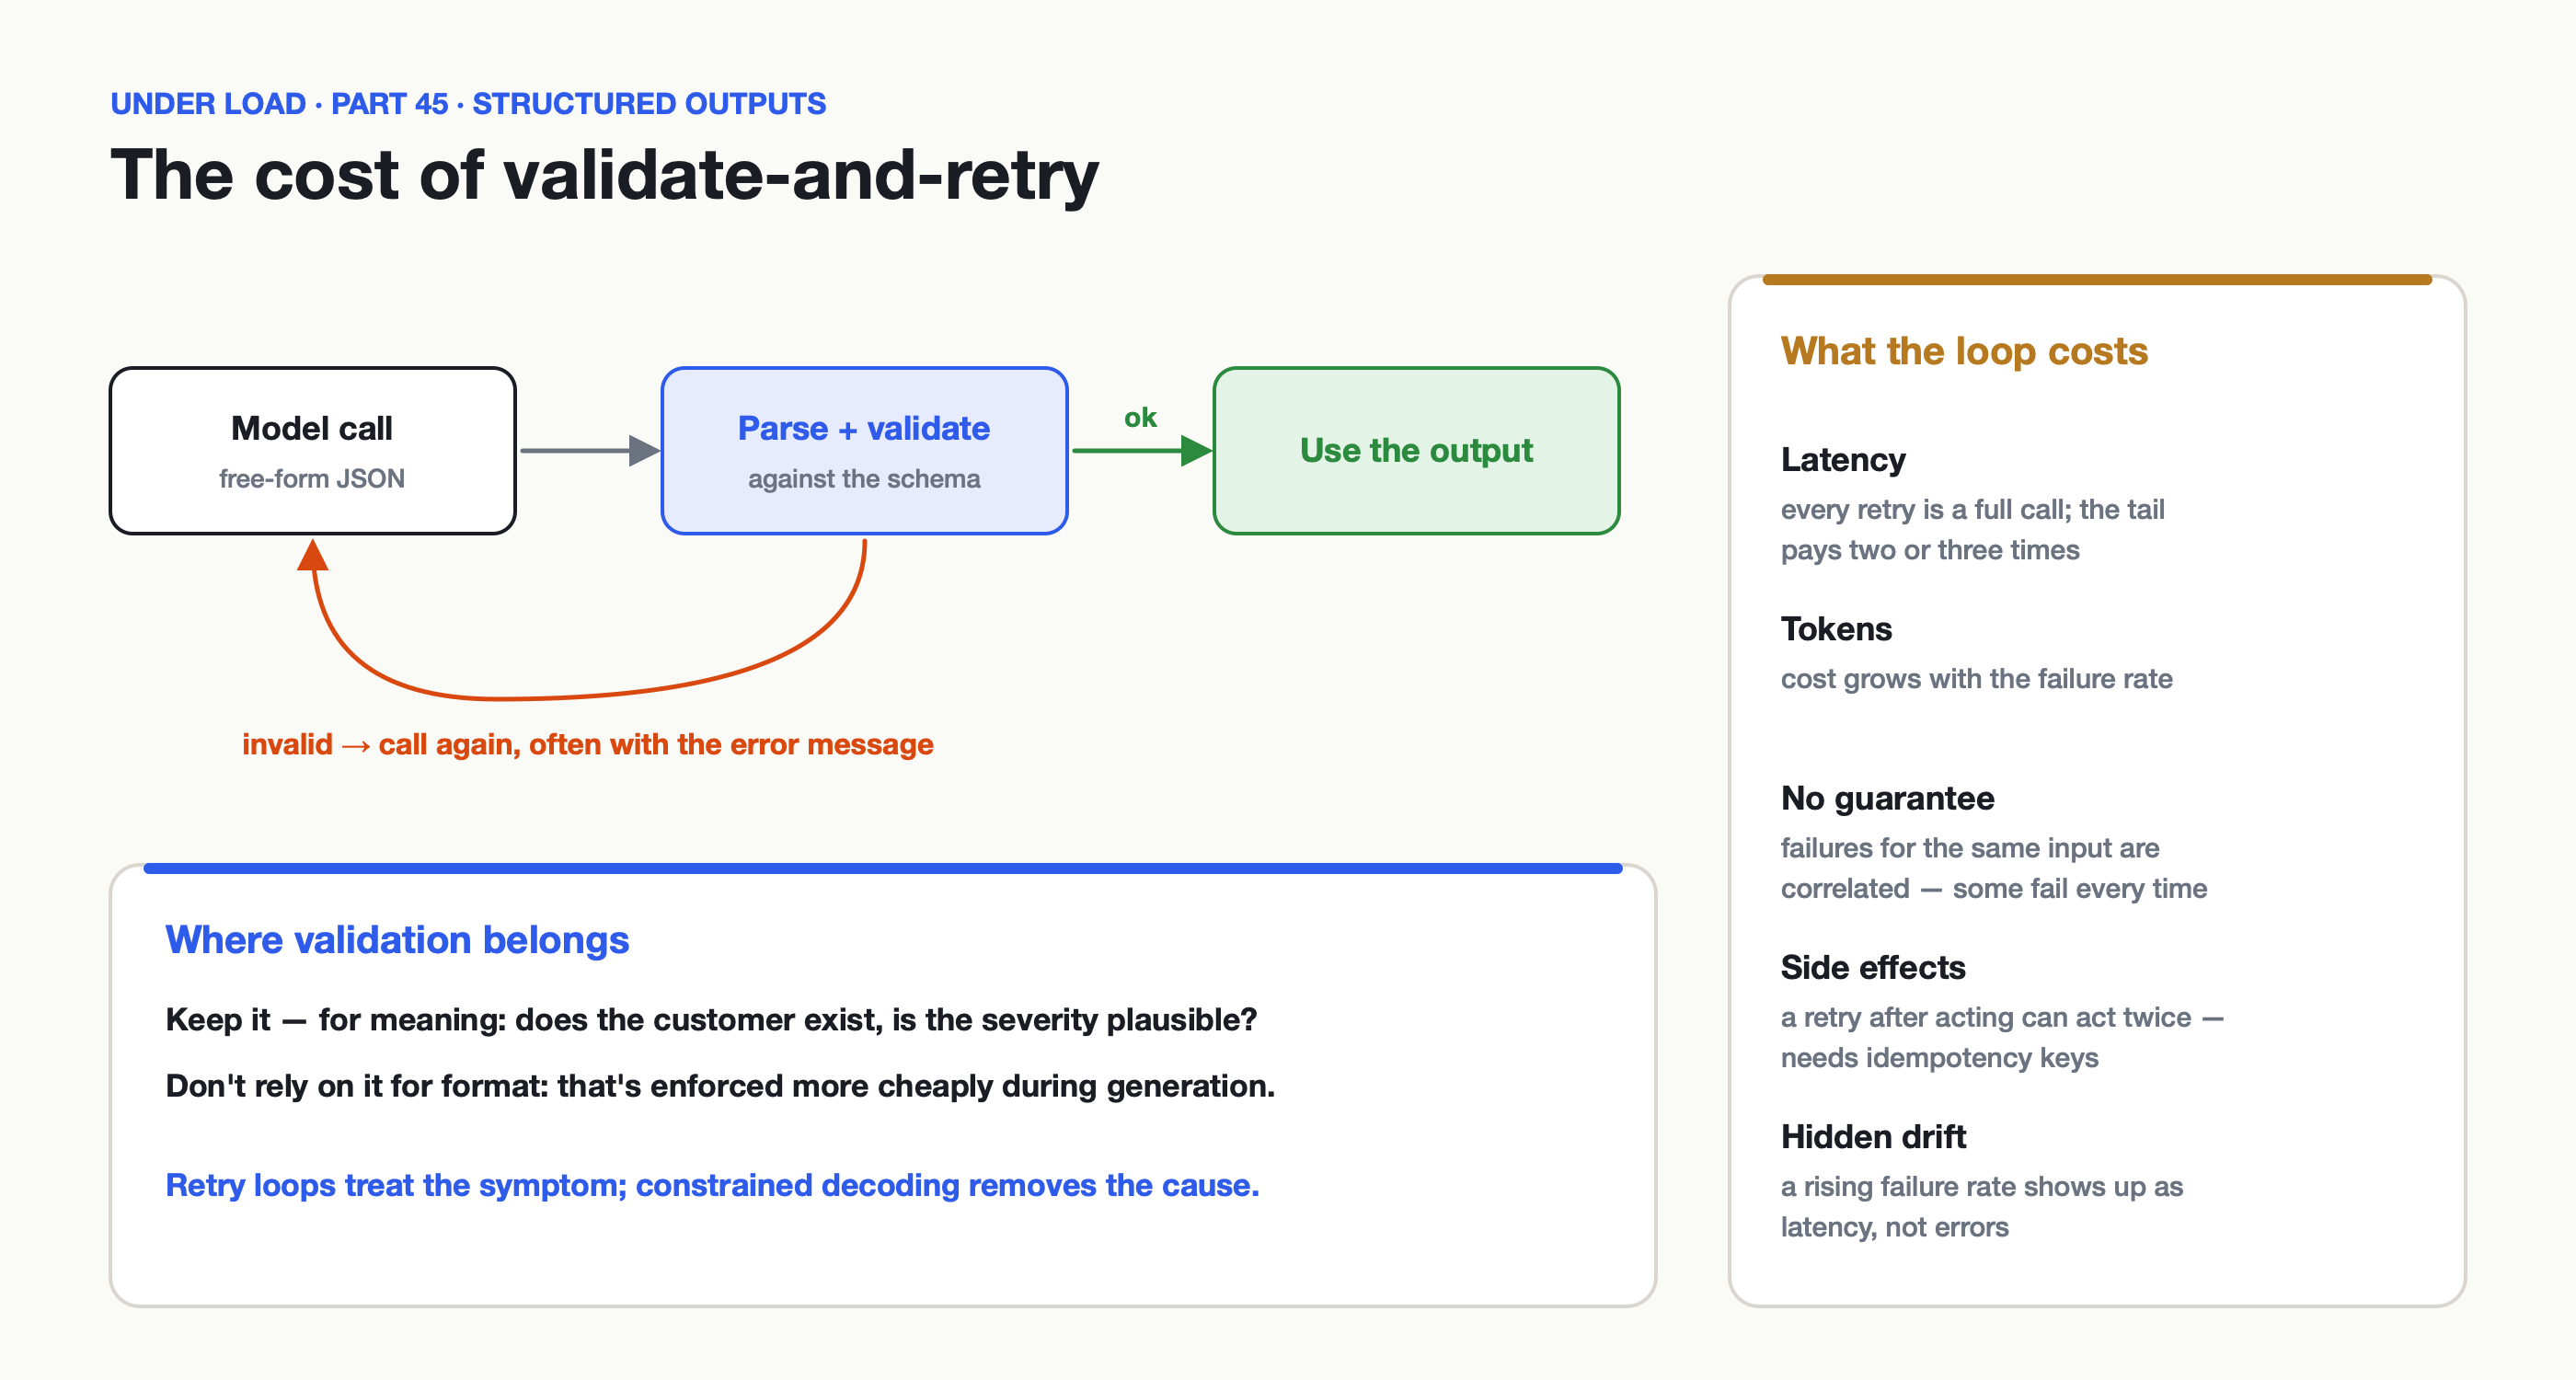 UNDER LOAD · PART 45 · STRUCTURED OUTPUTS
The cost of validate-and-retry
Model call
free-form JSON
Parse + validate
against the schema
ok
Use the output
invalid → call again, often with the error message
Where validation belongs
Keep it — for meaning: does the customer exist, is the severity plausible?
Don't rely on it for format: that's enforced more cheaply during generation.
Retry loops treat the symptom; constrained decoding removes the cause.
What the loop costs
Latency
every retry is a full call; the tail
pays two or three times
Tokens
cost grows with the failure rate
No guarantee
failures for the same input are
correlated — some fail every time
Side effects
a retry after acting can act twice —
needs idempotency keys
Hidden drift
a rising failure rate shows up as
latency, not errors